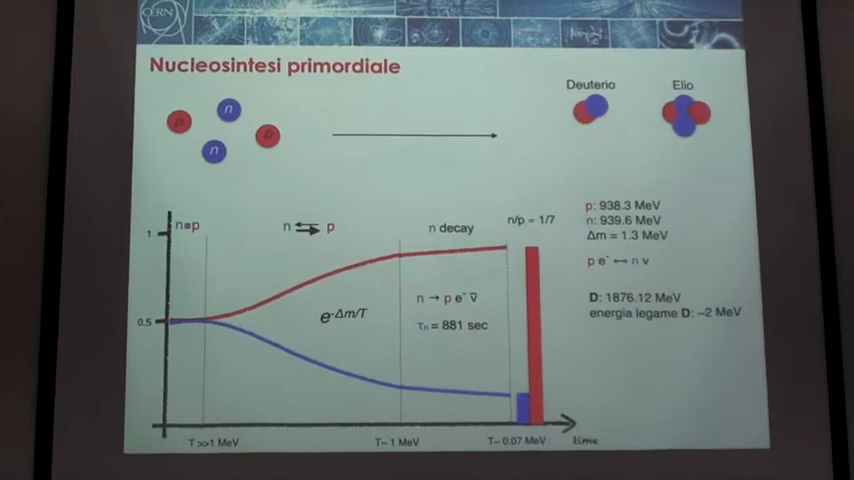 CERN
Nucleosintesi primordiale
Deuterio
Elio
n
p
p
n
p: 938.3 MeV
n: 939.6 MeV
Δm = 1.3 MeV
p e⁻ ↔ n ν
D: 1876.12 MeV
energia legame D: ~2 MeV
n≡p
n ⇆ p
n decay
n/p = 1/7
1
0.5
e^-Δm/T
n → p e⁻ ν̅
τₙ = 881 sec
T >>1 MeV
T~ 1 MeV
T~ 0.07 MeV
time